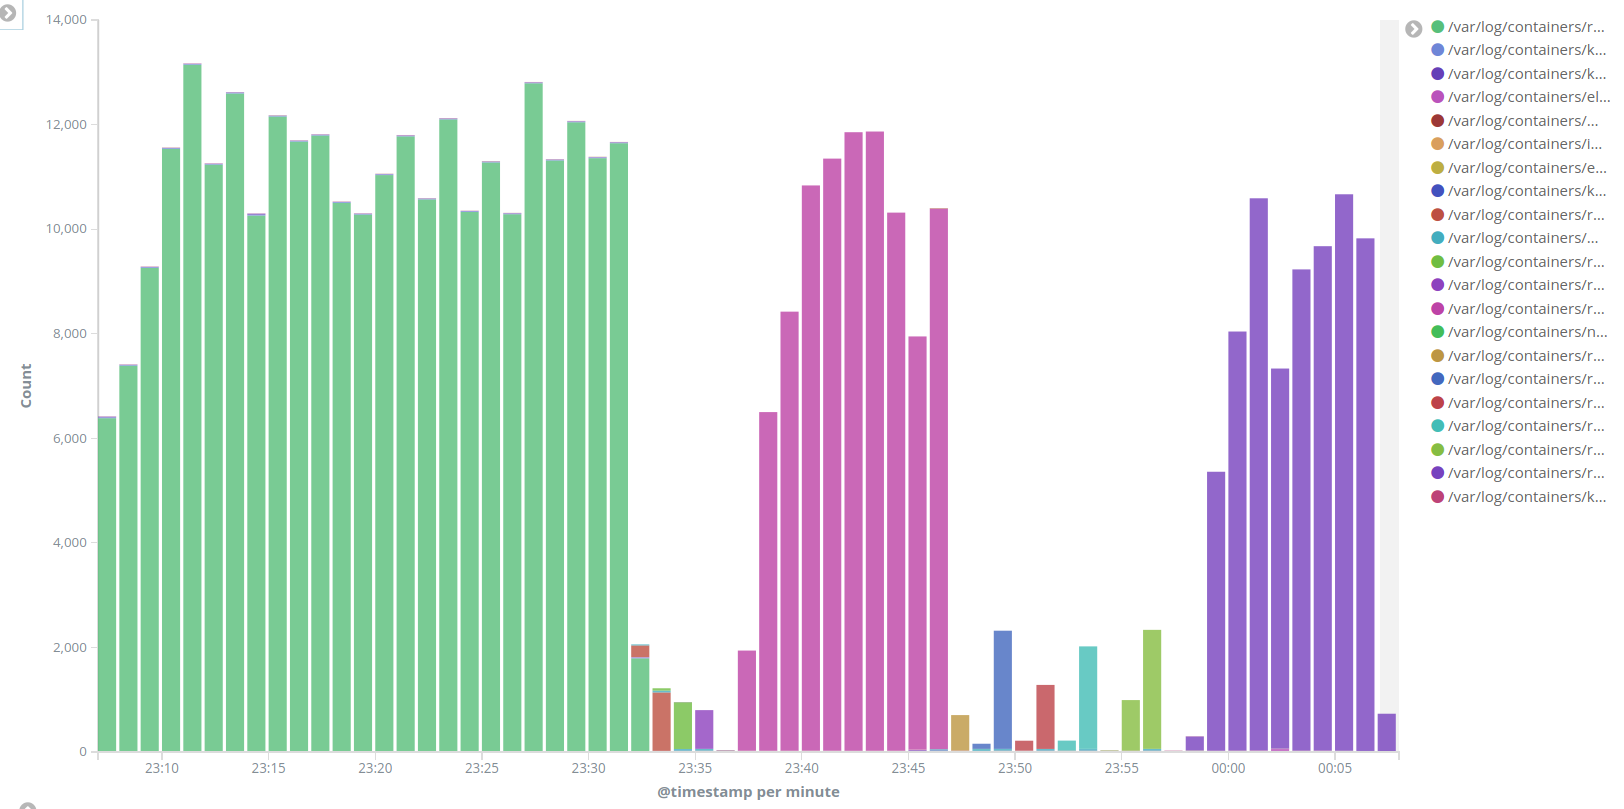 14,000
12,000
10,000
8,000
6,000
4,000
2,000
0
Count
23:10 23:15 23:20 23:25 23:30 23:35 23:40 23:45 23:50 23:55 00:00 00:05
@timestamp per minute
/var/log/containers/r...
/var/log/containers/k...
/var/log/containers/k...
/var/log/containers/el...
/var/log/containers/...
/var/log/containers/i...
/var/log/containers/e...
/var/log/containers/k...
/var/log/containers/r...
/var/log/containers/...
/var/log/containers/r...
/var/log/containers/r...
/var/log/containers/r...
/var/log/containers/n...
/var/log/containers/r...
/var/log/containers/r...
/var/log/containers/r...
/var/log/containers/r...
/var/log/containers/r...
/var/log/containers/r...
/var/log/containers/k...